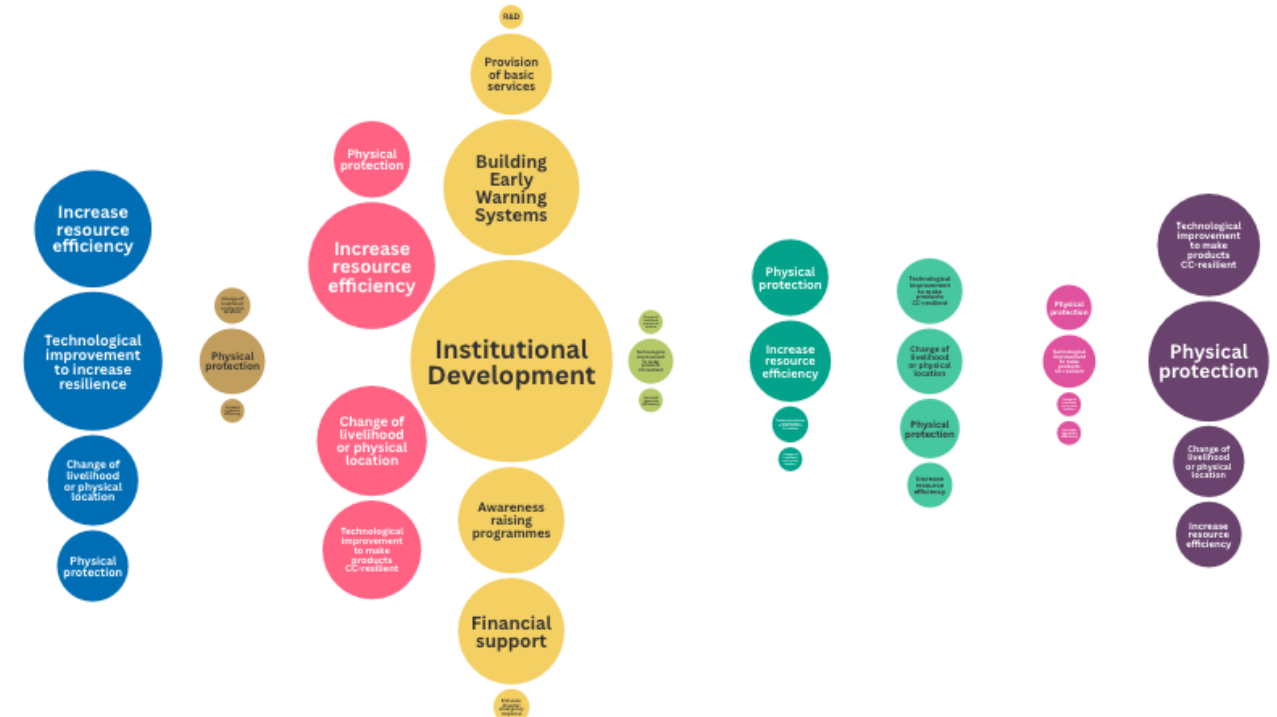 R&D
Provision
of basic
services
Building
Early
Warning
Systems
Institutional
Development
Awareness
raising
programmes
Financial
support
Increase
resource
efficiency
Technological
improvement
to increase
resilience
Change of
livelihood
or physical
location
Physical
protection
Physical
protection
Physical
protection
Increase
resource
efficiency
Change of
livelihood
or physical
location
Technological
improvement
to make
products
CC-resilient
Physical
protection
Increase
resource
efficiency
Technological
improvement
to make
products
CC-resilient
Change of
livelihood
or physical
location
Physical
protection
Increase
resource
efficiency
Physical
protection
Technological
improvement
to make
products
CC-resilient
Technological
improvement
to make
products
CC-resilient
Physical
protection
Change of
livelihood
or physical
location
Increase
resource
efficiency